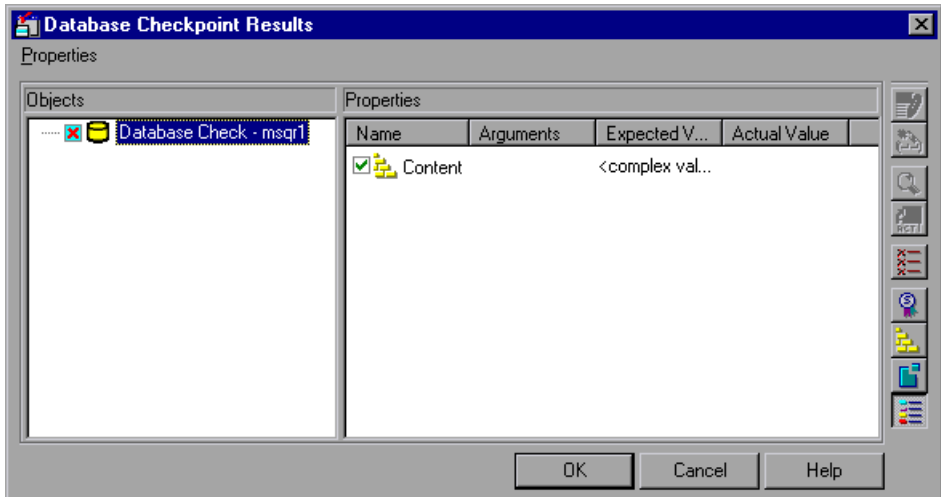 Database Checkpoint Results
Properties
Objects
Properties
Database Check - msqr1
Name Arguments Expected V... Actual Value
Content <complex val...
RCT1
OK Cancel Help